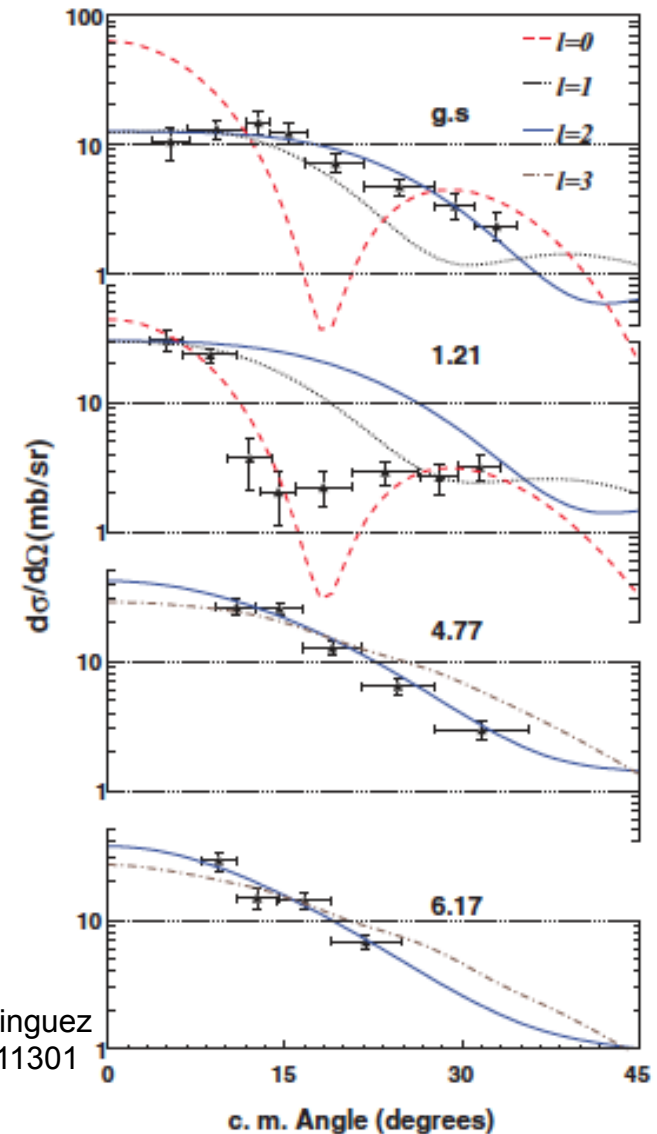 100
10
1
10
1
10
1
10
1
l=0
l=1
l=2
l=3
g.s
1.21
4.77
6.17
dσ/dΩ(mb/sr)
inguez
11301
0 15 30 45
c. m. Angle (degrees)